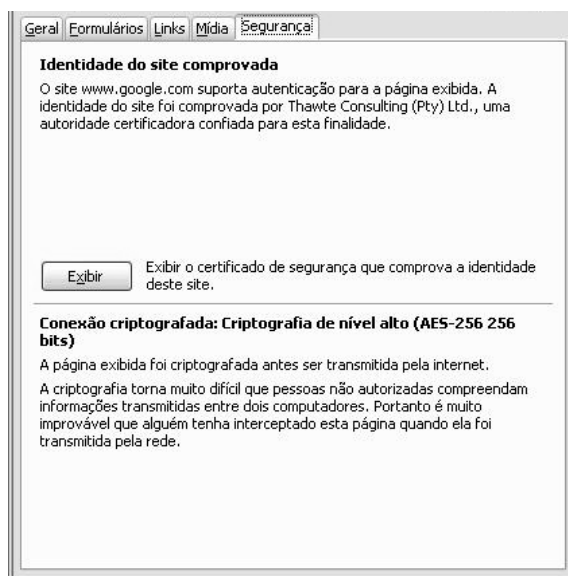 Geral Formulários Links Mídia Segurança
Identidade do site comprovada
O site www.google.com suporta autenticação para a página exibida. A
identidade do site foi comprovada por Thawte Consulting (Pty) Ltd., uma
autoridade certificadora confiada para esta finalidade.
Exibir
Exibir o certificado de segurança que comprova a identidade
deste site.
Conexão criptografada: Criptografia de nível alto (AES-256 256
bits)
A página exibida foi criptografada antes ser transmitida pela internet.
A criptografia torna muito difícil que pessoas não autorizadas compreendam
informações transmitidas entre dois computadores. Portanto é muito
improvável que alguém tenha interceptado esta página quando ela foi
transmitida pela rede.